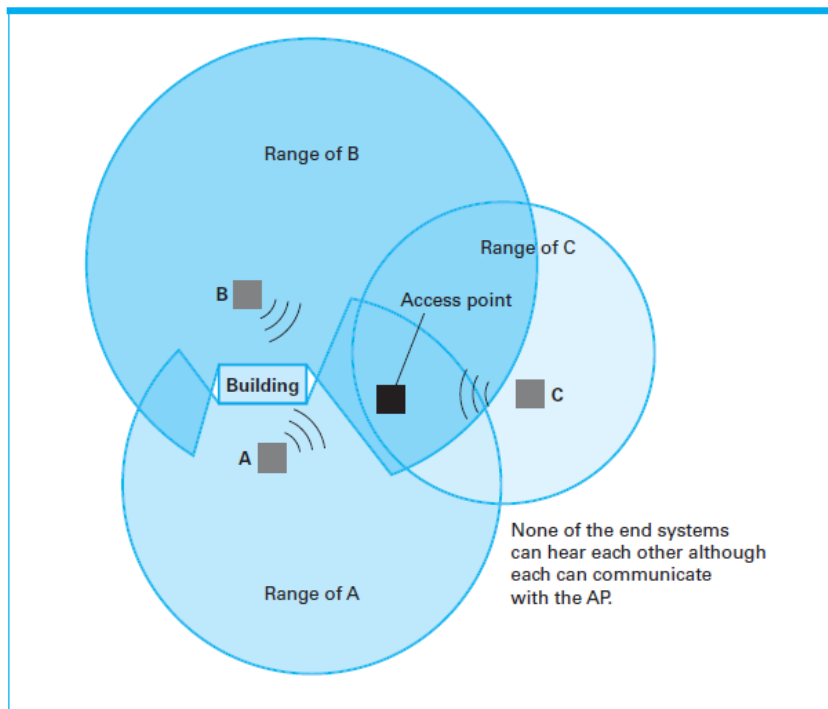 Range of B
Range of C
Access point
B
Building
C
A
Range of A
None of the end systems
can hear each other although
each can communicate
with the AP.